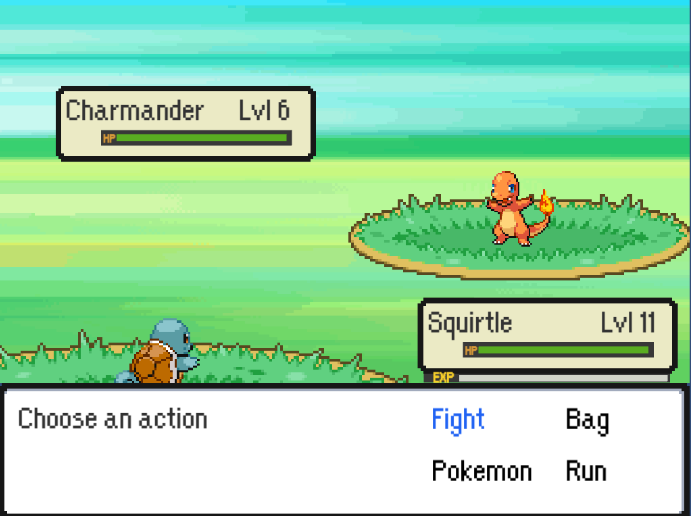 Charmander Lvl 6
HP
Squirtle Lvl 11
HP
EXP
Choose an action
Fight Bag
Pokemon Run